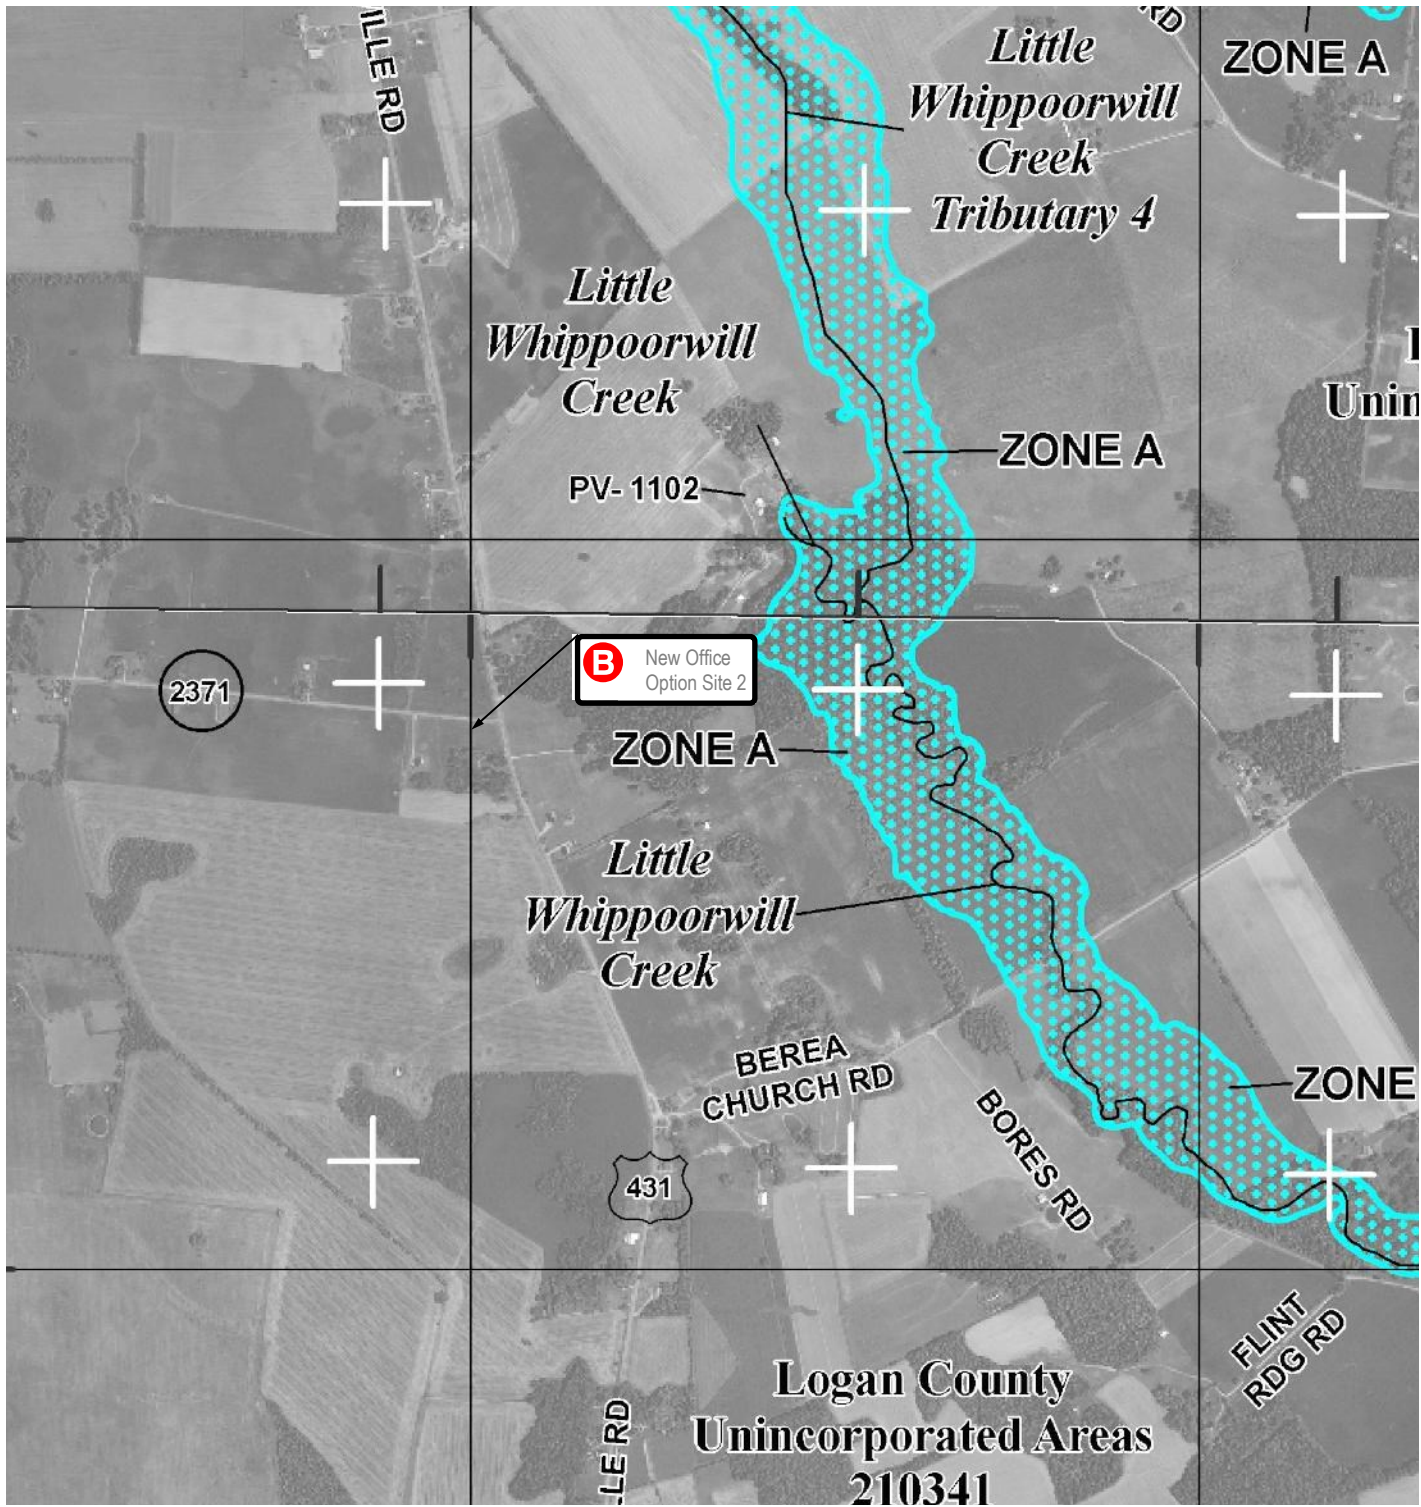 ILLE RD
RD
ZONE A
Little
Whippoorwill
Creek
Tributary 4
Little
Whippoorwill
Creek
Unin
ZONE A
PV- 1102
B
New Office
Option Site 2
2371
ZONE A
Little
Whippoorwill
Creek
BEREA
CHURCH RD
ZONE
BORES RD
431
FLINT
RDG RD
Logan County
Unincorporated Areas
210341
LLE RD